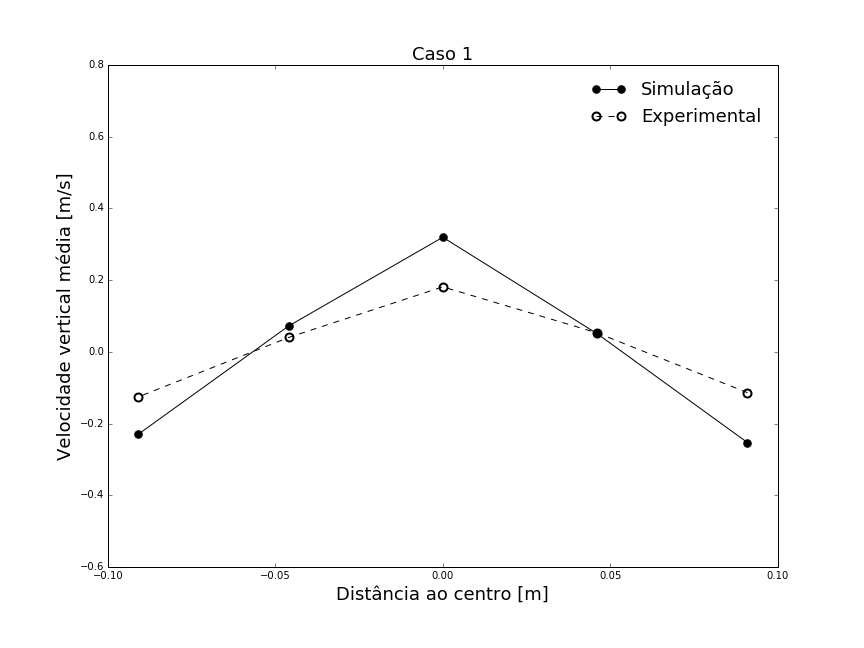 Caso 1
Simulação
Experimental
0.8
0.6
0.4
0.2
0.0
−0.2
−0.4
−0.6
Velocidade vertical média [m/s]
−0.10
−0.05
0.00
0.05
0.10
Distância ao centro [m]